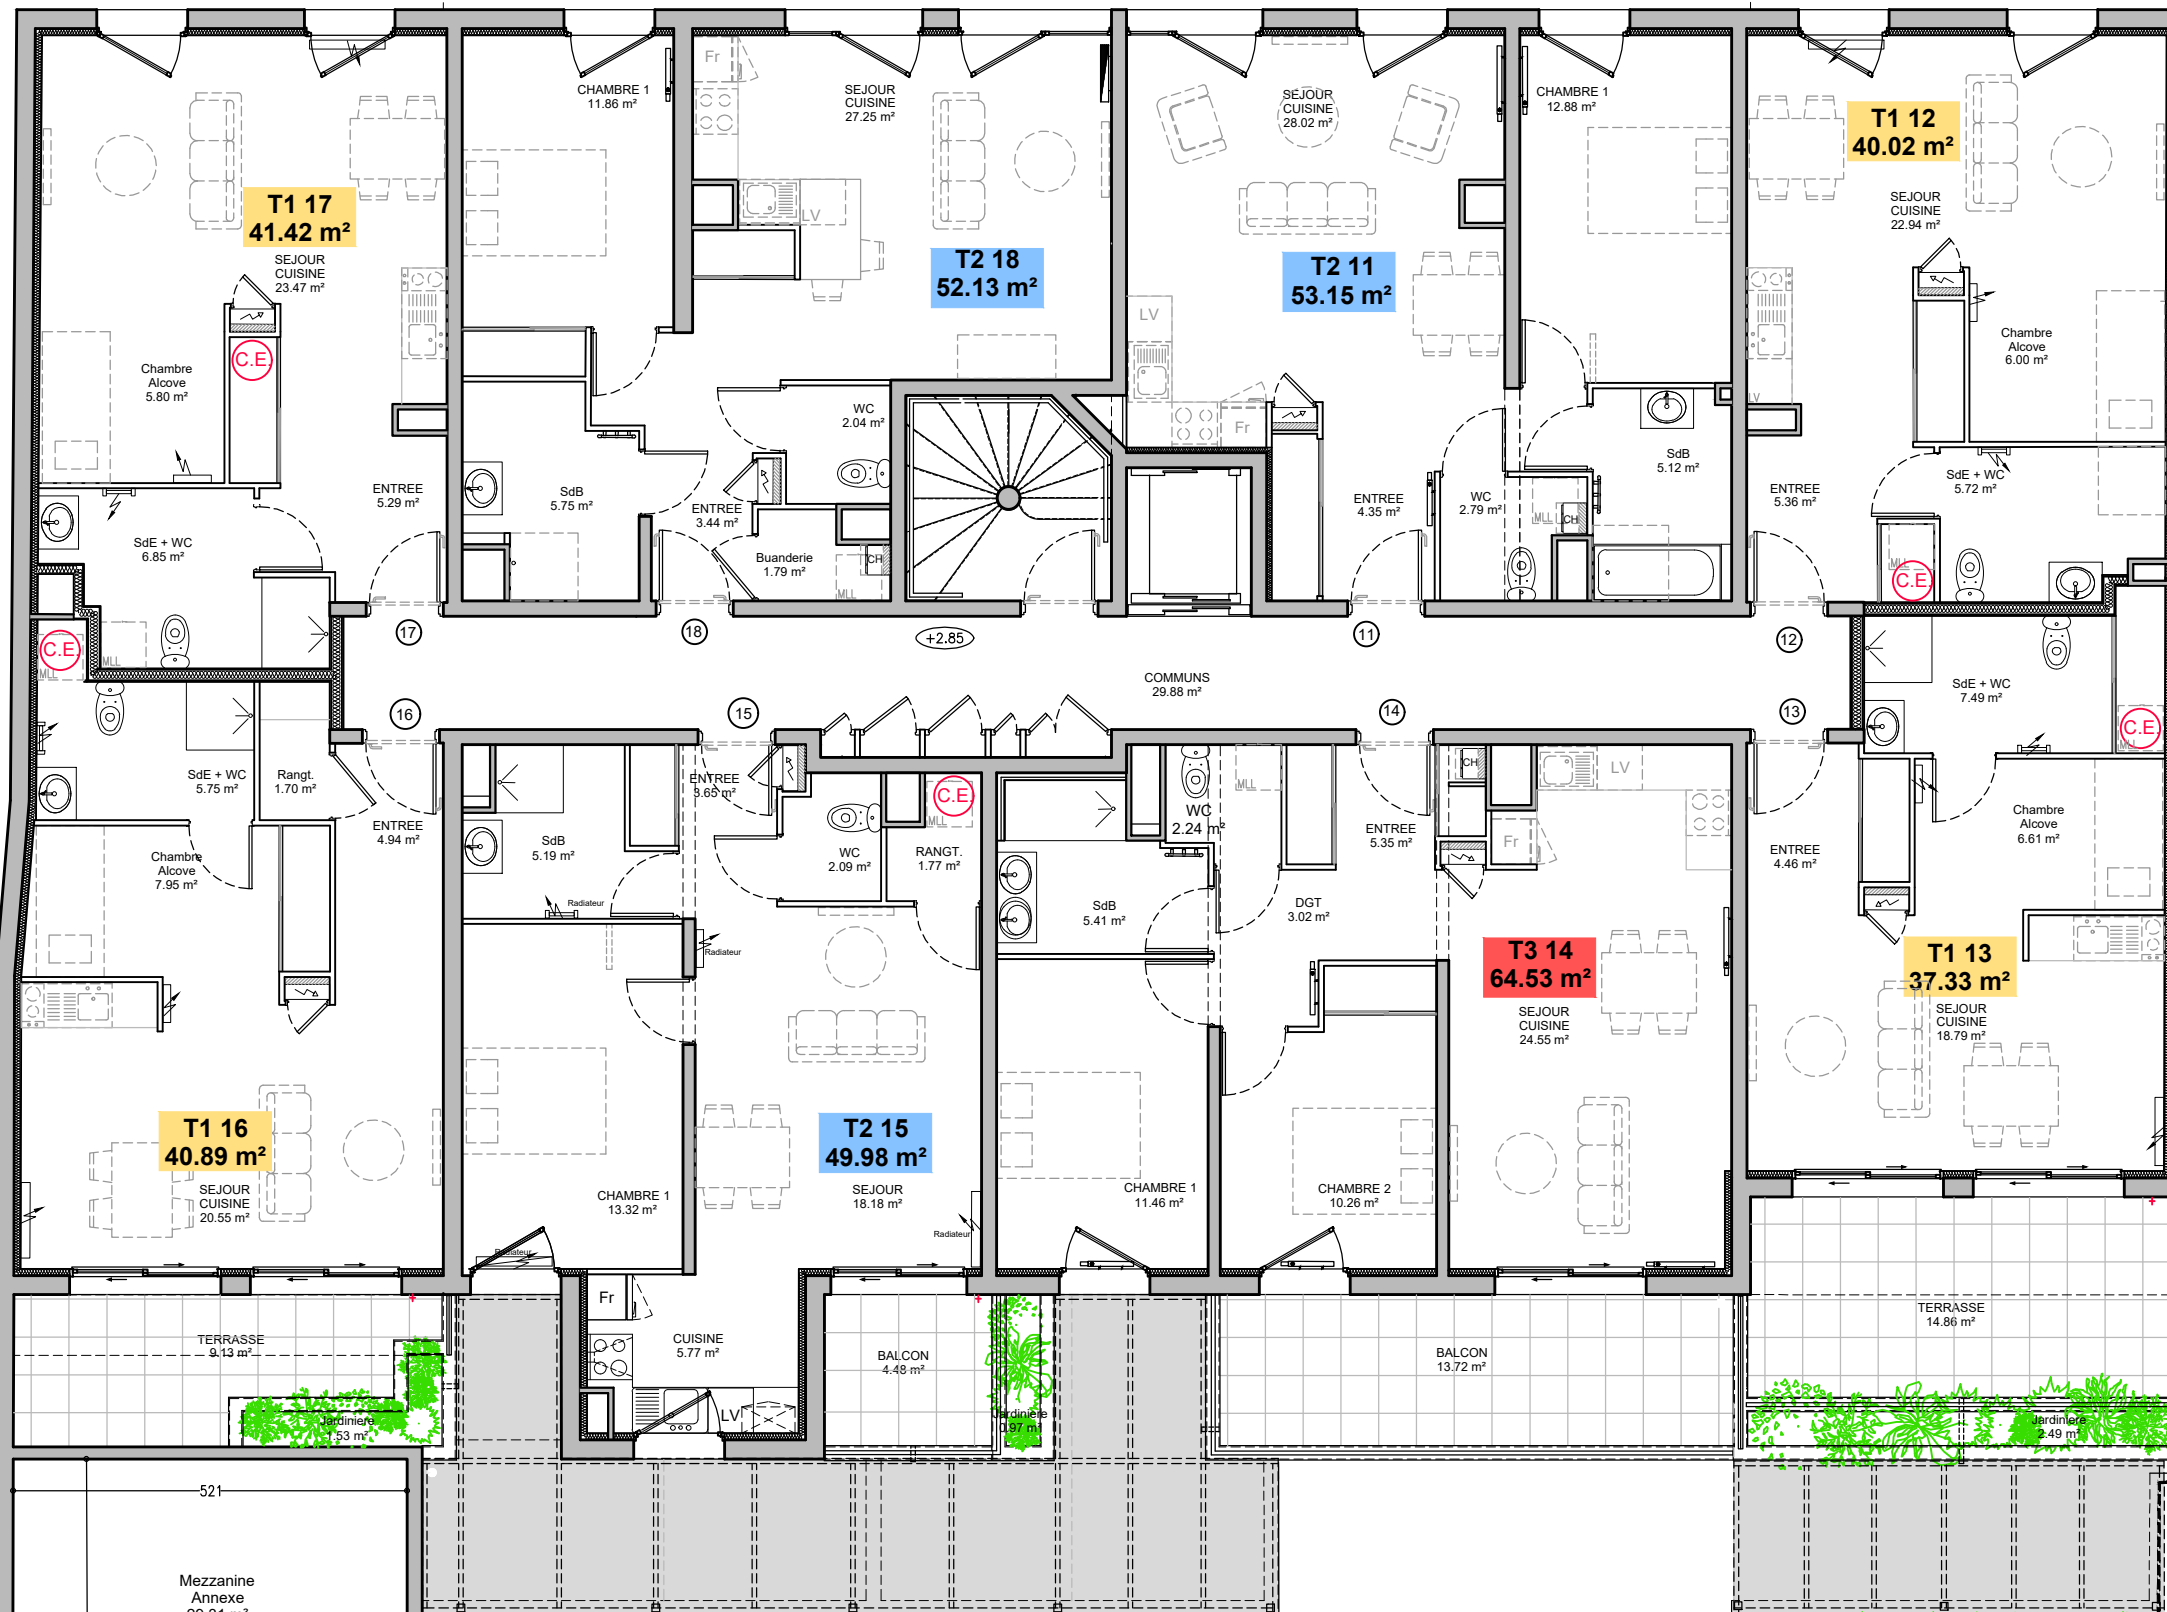 CHAMBRE 1
11.86 m²
Fr
SEJOUR
CUISINE
27.25 m²
SEJOUR
CUISINE
28.02 m²
CHAMBRE 1
12.88 m²
T1 12
40.02 m²
T1 17
41.42 m²
SEJOUR
CUISINE
23.47 m²
LV
T2 18
52.13 m²
T2 11
53.15 m²
SEJOUR
CUISINE
22.94 m²
C.E.
Chambre
Alcove
5.80 m²
LV
Chambre
Alcove
6.00 m²
LV
WC
2.04 m²
Fr
SdB
5.12 m²
ENTREE
5.29 m²
SdB
5.75 m²
ENTREE
3.44 m²
ENTREE
4.35 m²
WC
2.79 m²
MLL
CH
ENTREE
5.36 m²
SdE + WC
5.72 m²
SdE + WC
6.85 m²
Buanderie
1.79 m²
CH
MLL
MLL
C.E.
17
18
+2.85
11
12
C.E.
MLL
MLL
COMMUNS
29.88 m²
SdE + WC
7.49 m²
16
15
14
13
C.E.
MLL
SdE + WC
5.75 m²
Rangt.
1.70 m²
ENTREE
3.65 m²
C.E.
MLL
MLL
CH
LV
WC
2.24 m²
ENTREE
4.94 m²
SdB
5.19 m²
WC
2.09 m²
RANGT.
1.77 m²
ENTREE
5.35 m²
Fr
Chambre
Alcove
6.61 m²
ENTREE
4.46 m²
Chambre
Alcove
7.95 m²
Radiateur
SdB
5.41 m²
DGT
3.02 m²
Radiateur
T3 14
64.53 m²
SEJOUR
CUISINE
24.55 m²
T1 13
37.33 m²
SEJOUR
CUISINE
18.79 m²
T1 16
40.89 m²
SEJOUR
CUISINE
20.55 m²
T2 15
49.98 m²
SEJOUR
18.18 m²
CHAMBRE 1
13.32 m²
CHAMBRE 1
11.46 m²
CHAMBRE 2
10.26 m²
Radiateur
Radiateur
Fr
TERRASSE
9.13 m²
CUISINE
5.77 m²
BALCON
4.48 m²
BALCON
13.72 m²
TERRASSE
14.86 m²
Jardiniere
1.53 m²
LV
Jardiniere
0.97 m²
Jardiniere
2.49 m²
521
Mezzanine
Annexe